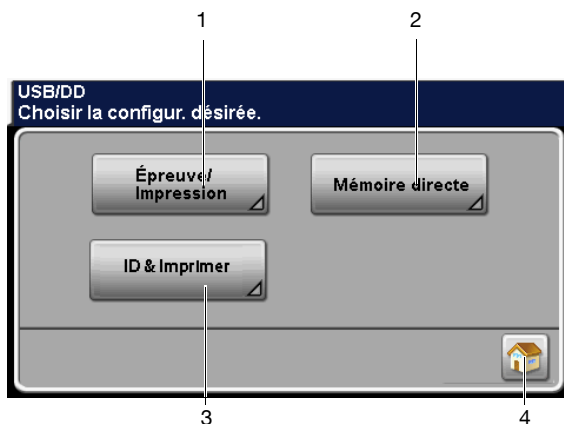 1 2
USB/DD
Choisir la configur. désirée.
Épreuve/
Impression
Mémoire directe
ID & Imprimer
3 4